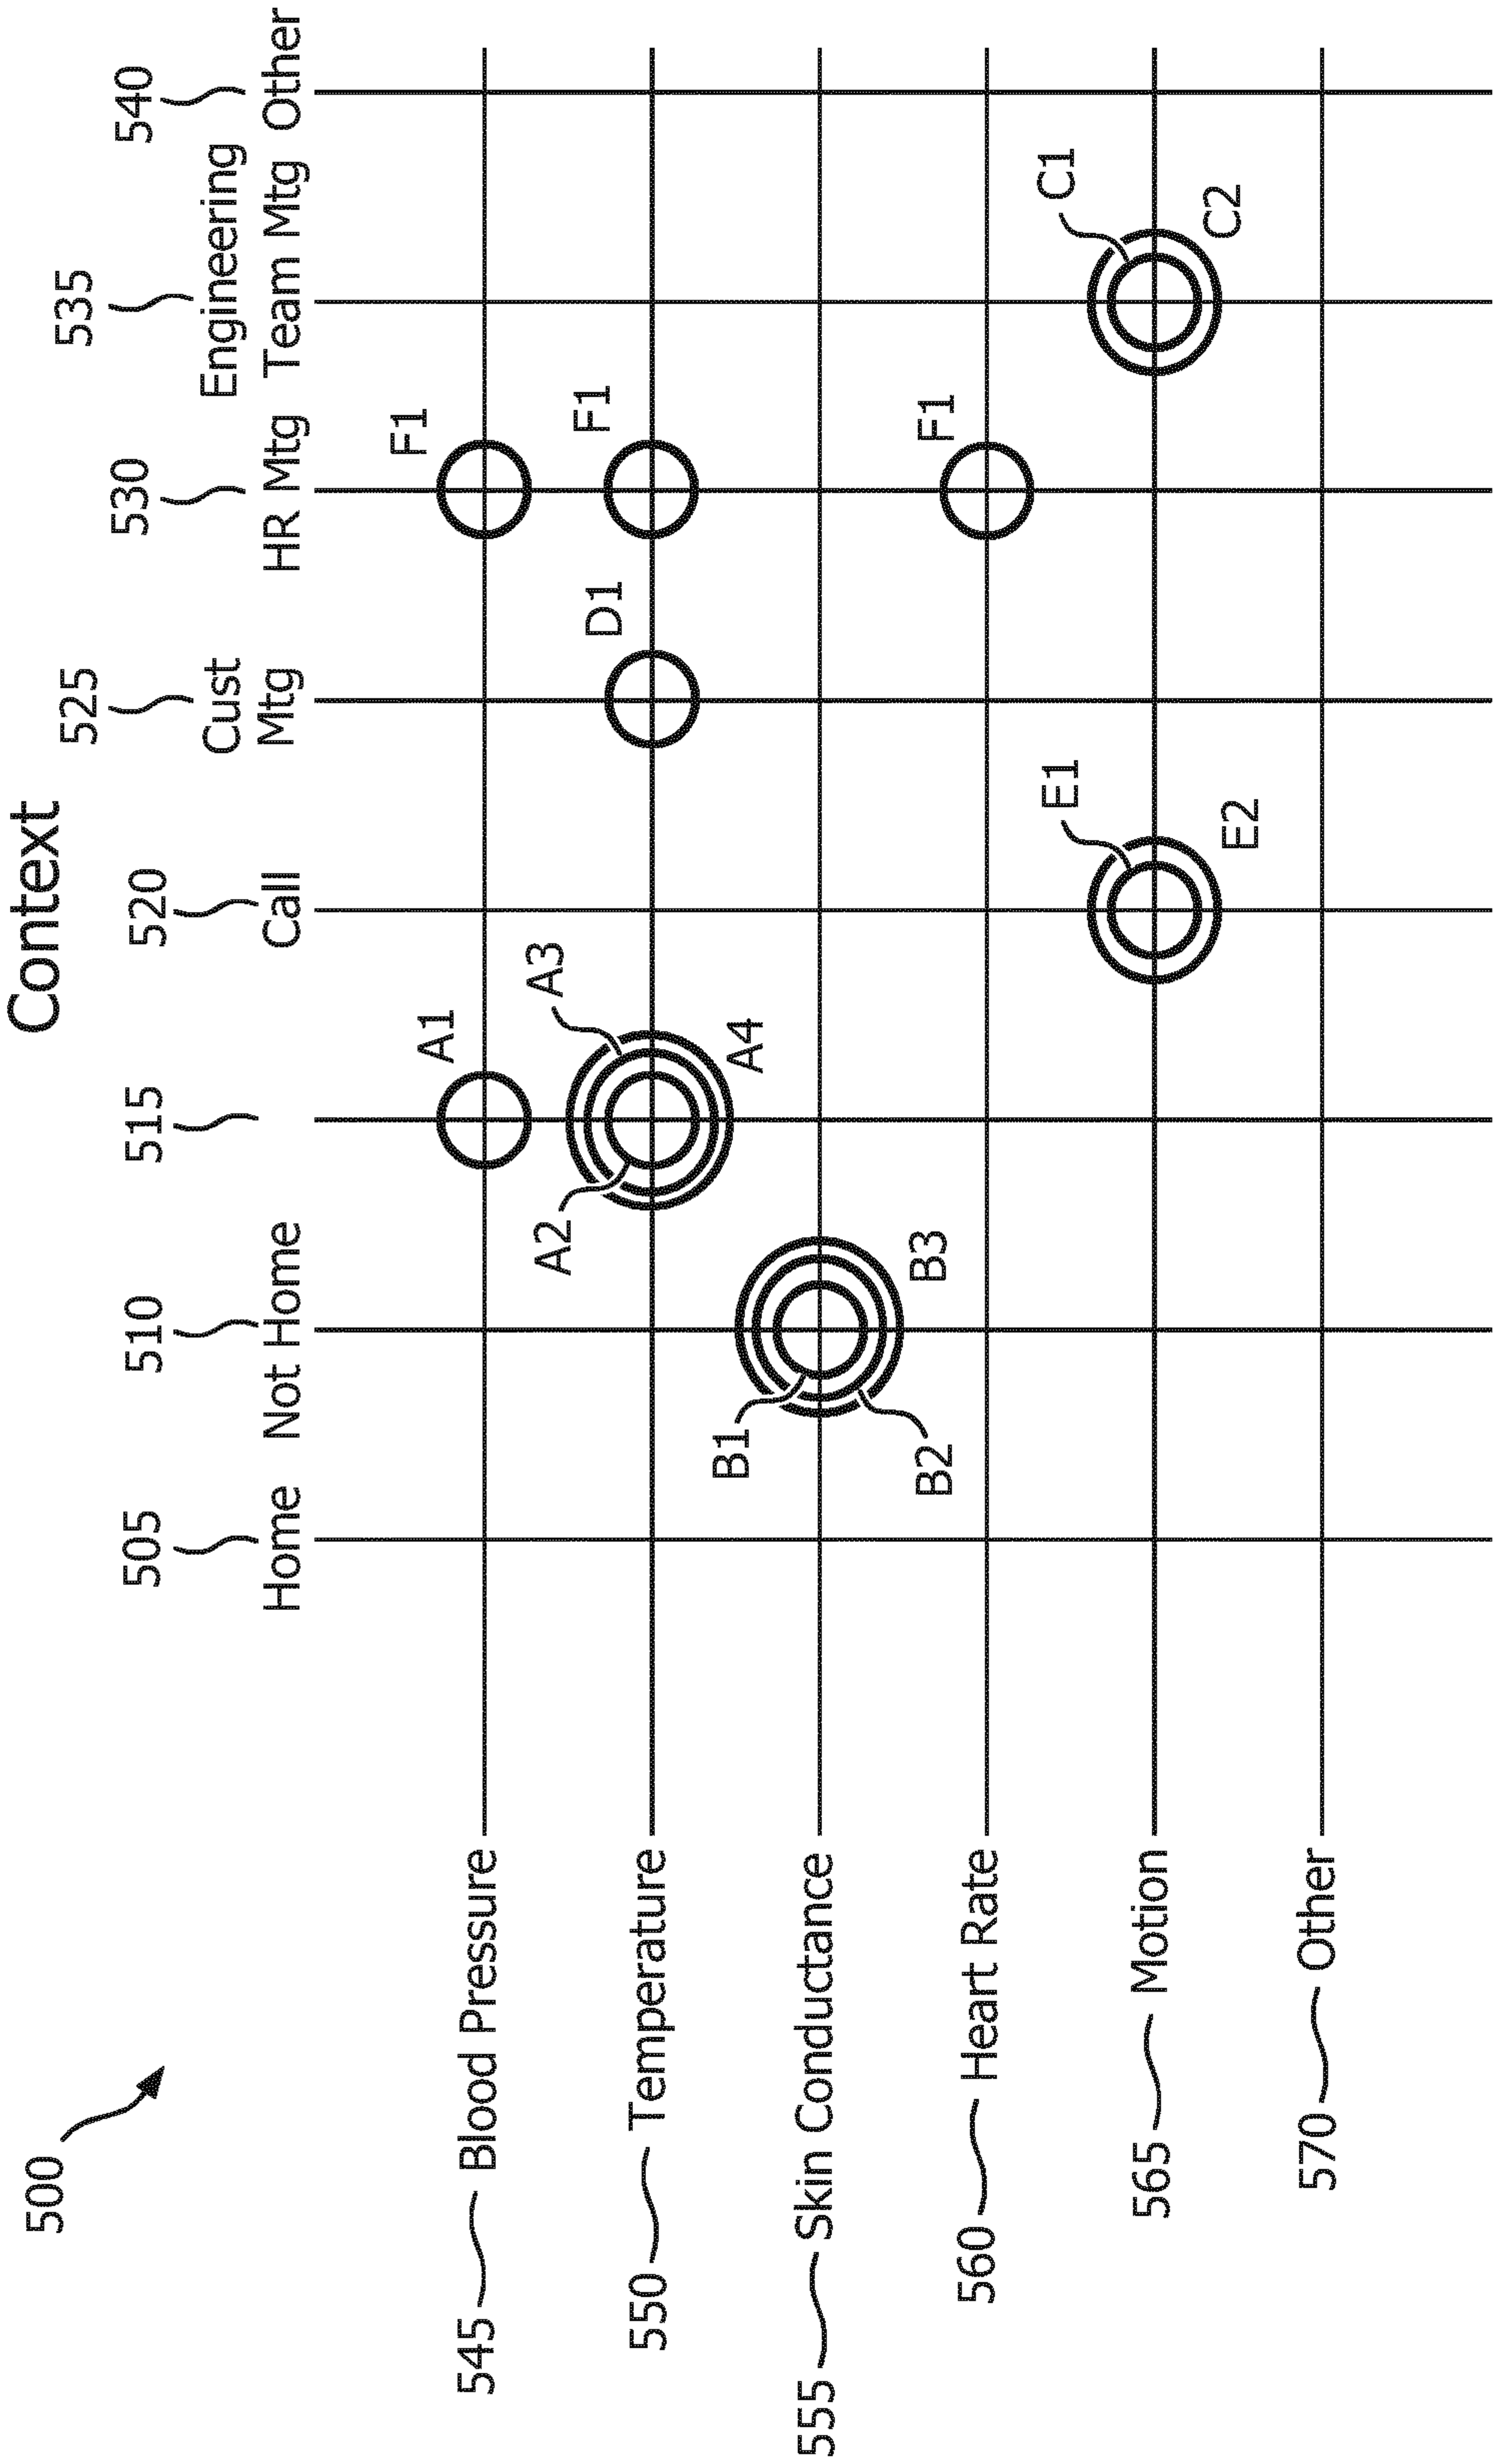 500
Context
505
510
515
520
525
530
535
540
Home
Not Home
Call
Cust
Mtg
HR Mtg
Engineering
Team Mtg
Other
545
Blood Pressure
A1
F1
550
Temperature
A2
A3
A4
D1
F1
555
Skin Conductance
B1
B2
B3
560
Heart Rate
F1
565
Motion
E1
E2
C1
C2
570
Other